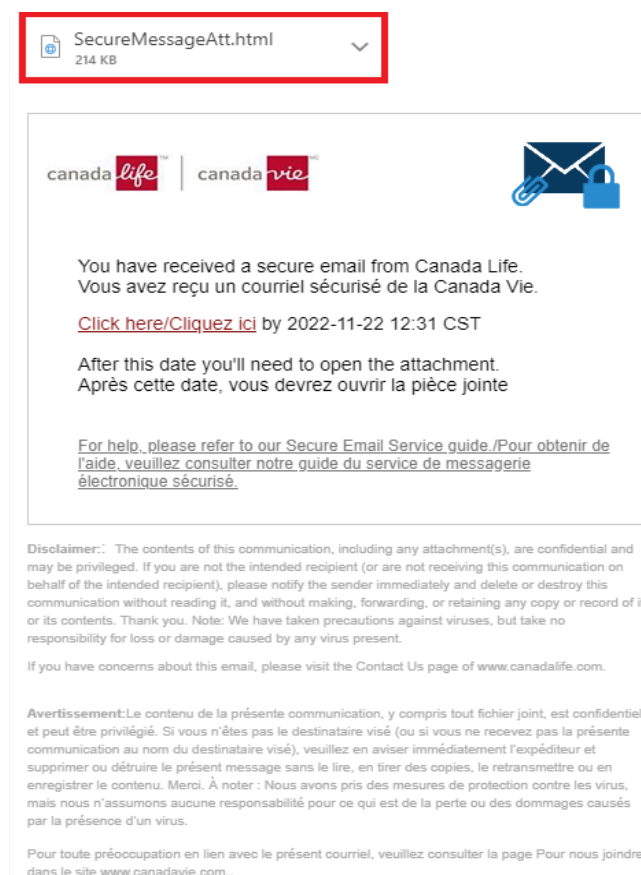 SecureMessageAtt.html
214 KB
canada life™ | canada vie MC
You have received a secure email from Canada Life.
Vous avez reçu un courriel sécurisé de la Canada Vie.
Click here/Cliquez ici by 2022-11-22 12:31 CST
After this date you'll need to open the attachment.
Après cette date, vous devrez ouvrir la pièce jointe
For help, please refer to our Secure Email Service guide./Pour obtenir de
l'aide, veuillez consulter notre guide du service de messagerie
électronique sécurisé.
Disclaimer:: The contents of this communication, including any attachment(s), are confidential and
may be privileged. If you are not the intended recipient (or are not receiving this communication on
behalf of the intended recipient), please notify the sender immediately and delete or destroy this
communication without reading it, and without making, forwarding, or retaining any copy or record of i
or its contents. Thank you. Note: We have taken precautions against viruses, but take no
responsibility for loss or damage caused by any virus present.
If you have concerns about this email, please visit the Contact Us page of www.canadalife.com.
Avertissement:Le contenu de la présente communication, y compris tout fichier joint, est confidentiel
et peut être privilégié. Si vous n'êtes pas le destinataire visé (ou si vous ne recevez pas la présente
communication au nom du destinataire visé), veuillez en aviser immédiatement l'expéditeur et
supprimer ou détruire le présent message sans le lire, en tirer des copies, le retransmettre ou en
enregistrer le contenu. Merci. À noter : Nous avons pris des mesures de protection contre les virus,
mais nous n'assumons aucune responsabilité pour ce qui est de la perte ou des dommages causés
par la présence d'un virus.
Pour toute préoccupation en lien avec le présent courriel, veuillez consulter la page Pour nous joindre
dans le site www.canadavie.com..